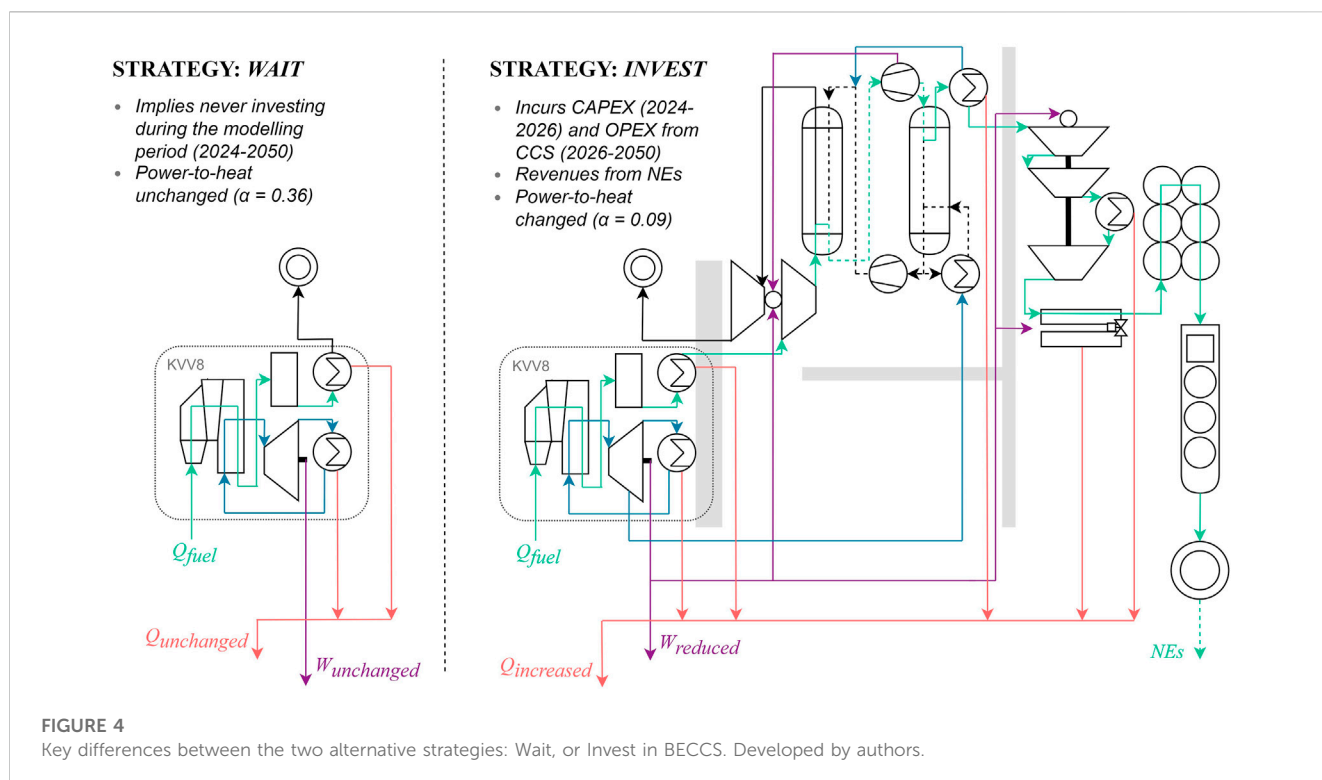 STRATEGY: WAIT
• Implies never investing
during the modelling
period (2024-2050)
• Power-to-heat
unchanged (α = 0.36)
KVV8
Qfuel
Qunchanged
Wunchanged
STRATEGY: INVEST
• Incurs CAPEX (2024-
2026) and OPEX from
CCS (2026-2050)
• Revenues from NEs
• Power-to-heat
changed (α = 0.09)
KVV8
Qfuel
Wreduced
Qincreased
NEs
FIGURE 4
Key differences between the two alternative strategies: Wait, or Invest in BECCS. Developed by authors.